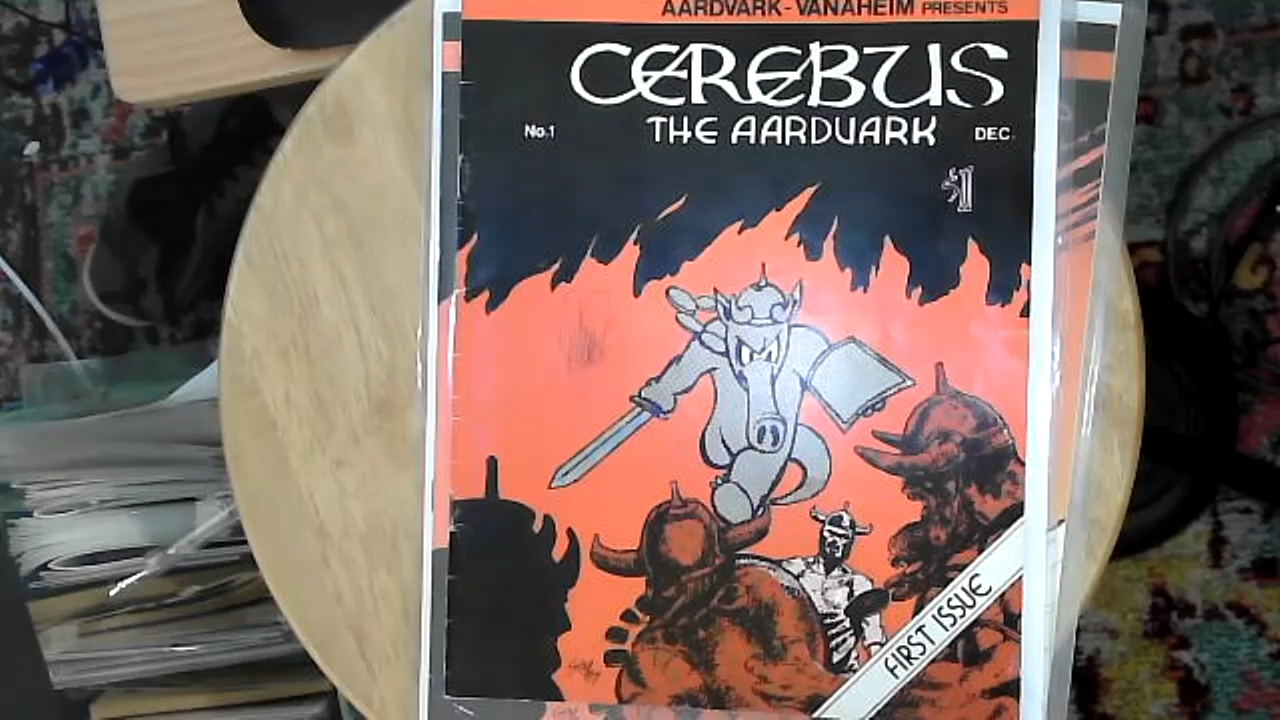 AARDVARK-VANAHEIM PRESENTS
CEREBUS
No.1 THE AARDVARK DEC.
$1
FIRST ISSUE